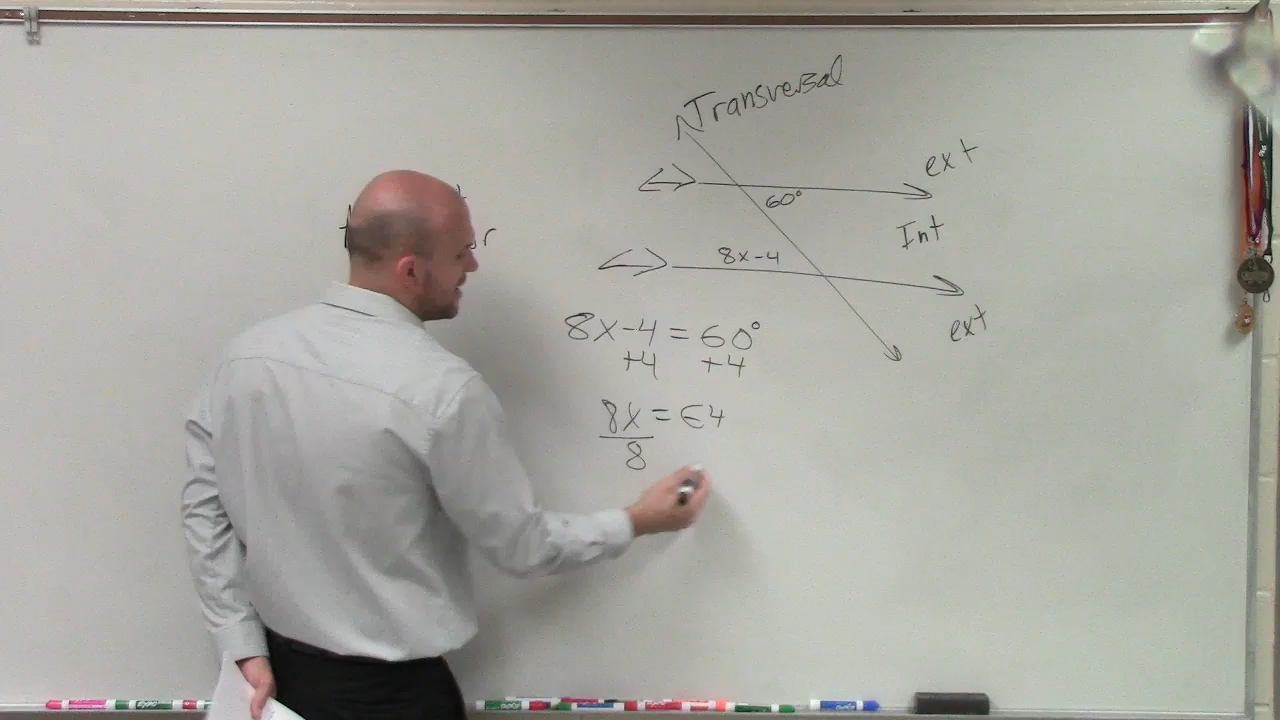 Transversal
ext
60°
Int
8x-4
ext
8x-4=60°
+4 +4
8x=64
8